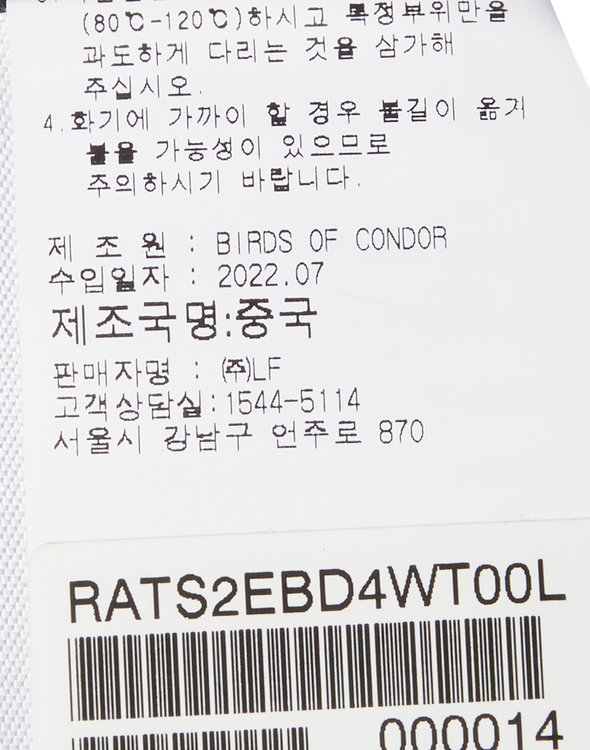 (80℃-120℃)하시고 특정부위만을
과도하게 다리는 것을 삼가해
주십시오.
4.화기에 가까이 할 경우 불길이 옮겨
붙을 가능성이 있으므로
주의하시기 바랍니다.
제 조 원 : BIRDS OF CONDOR
수입일자 : 2022.07
제조국명:중국
판매자명 : ㈜LF
고객상담실:1544-5114
서울시 강남구 언주로 870
RATS2EBD4WT00L
000014